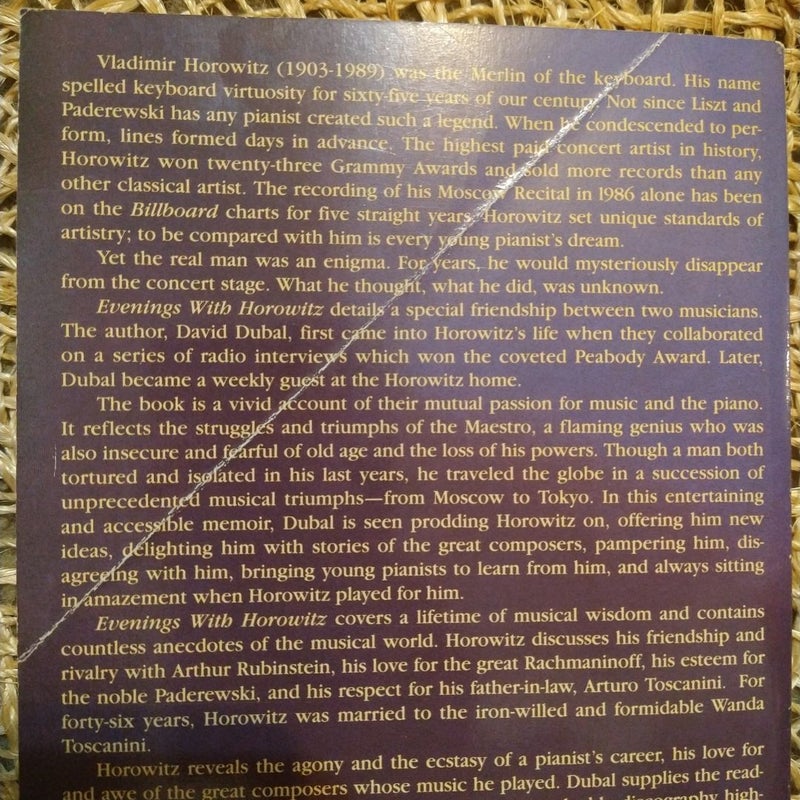 Vladimir Horowitz (1903-1989) was the Merlin of the keyboard. His name
spelled keyboard virtuosity for sixty-five years of our century. Not since Liszt and
Paderewski has any pianist created such a legend. When he condescended to per-
form, lines formed days in advance. The highest paid concert artist in history,
Horowitz won twenty-three Grammy Awards and sold more records than any
other classical artist. The recording of his Moscow Recital in 1986 alone has been
on the Billboard charts for five straight years. Horowitz set unique standards of
artistry; to be compared with him is every young pianist's dream.
Yet the real man was an enigma. For years, he would mysteriously disappear
from the concert stage. What he thought, what he did, was unknown.
Evenings With Horowitz details a special friendship between two musicians.
The author, David Dubal, first came into Horowitz's life when they collaborated
on a series of radio interviews which won the coveted Peabody Award. Later,
Dubal became a weekly guest at the Horowitz home.
The book is a vivid account of their mutual passion for music and the piano.
It reflects the struggles and triumphs of the Maestro, a flaming genius who was
also insecure and fearful of old age and the loss of his powers. Though a man both
tortured and isolated in his last years, he traveled the globe in a succession of
unprecedented musical triumphs—from Moscow to Tokyo. In this entertaining
and accessible memoir, Dubal is seen prodding Horowitz on, offering him new
ideas, delighting him with stories of the great composers, pampering him, dis-
agreeing with him, bringing young pianists to learn from him, and always sitting
in amazement when Horowitz played for him.
Evenings With Horowitz covers a lifetime of musical wisdom and contains
countless anecdotes of the musical world. Horowitz discusses his friendship and
rivalry with Arthur Rubinstein, his love for the great Rachmaninoff, his esteem for
the noble Paderewski, and his respect for his father-in-law, Arturo Toscanini. For
forty-six years, Horowitz was married to the iron-willed and formidable Wanda
Toscanini.
Horowitz reveals the agony and the ecstasy of a pianist's career, his love for
and awe of the great composers whose music he played. Dubal supplies the read-
discography high-